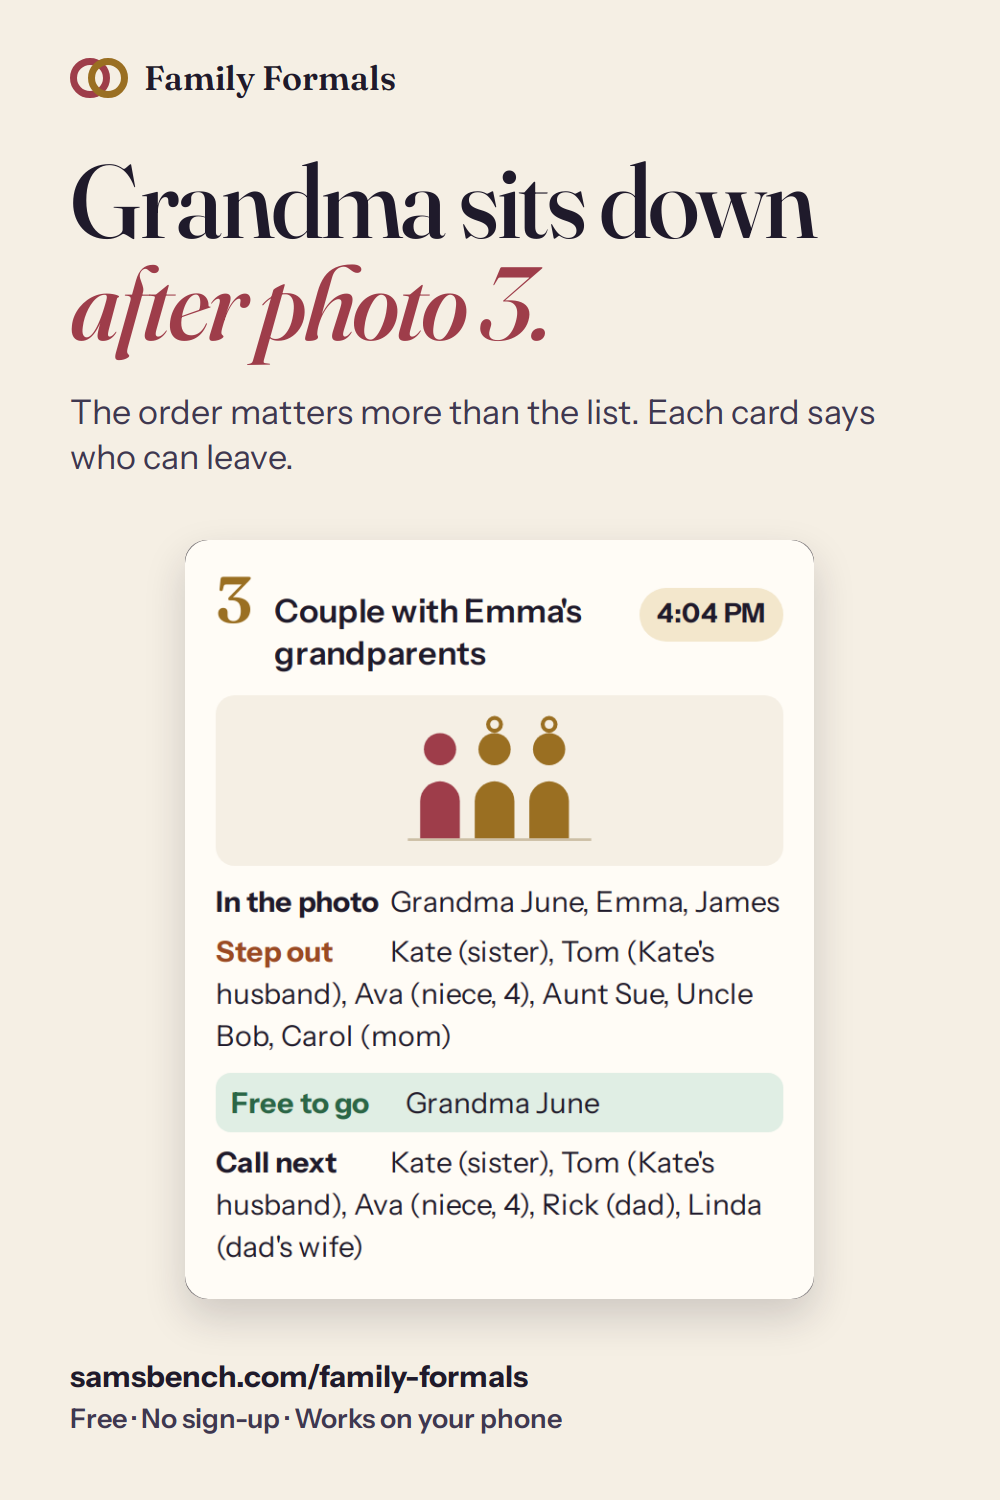 Family Formals
Grandma sits down
after photo 3.
The order matters more than the list. Each card says
who can leave.
3
Couple with Emma's
grandparents
4:04 PM
In the photo Grandma June, Emma, James
Step out Kate (sister), Tom (Kate's
husband), Ava (niece, 4), Aunt Sue, Uncle
Bob, Carol (mom)
Free to go Grandma June
Call next Kate (sister), Tom (Kate's
husband), Ava (niece, 4), Rick (dad), Linda
(dad's wife)
samsbench.com/family-formals
Free · No sign-up · Works on your phone